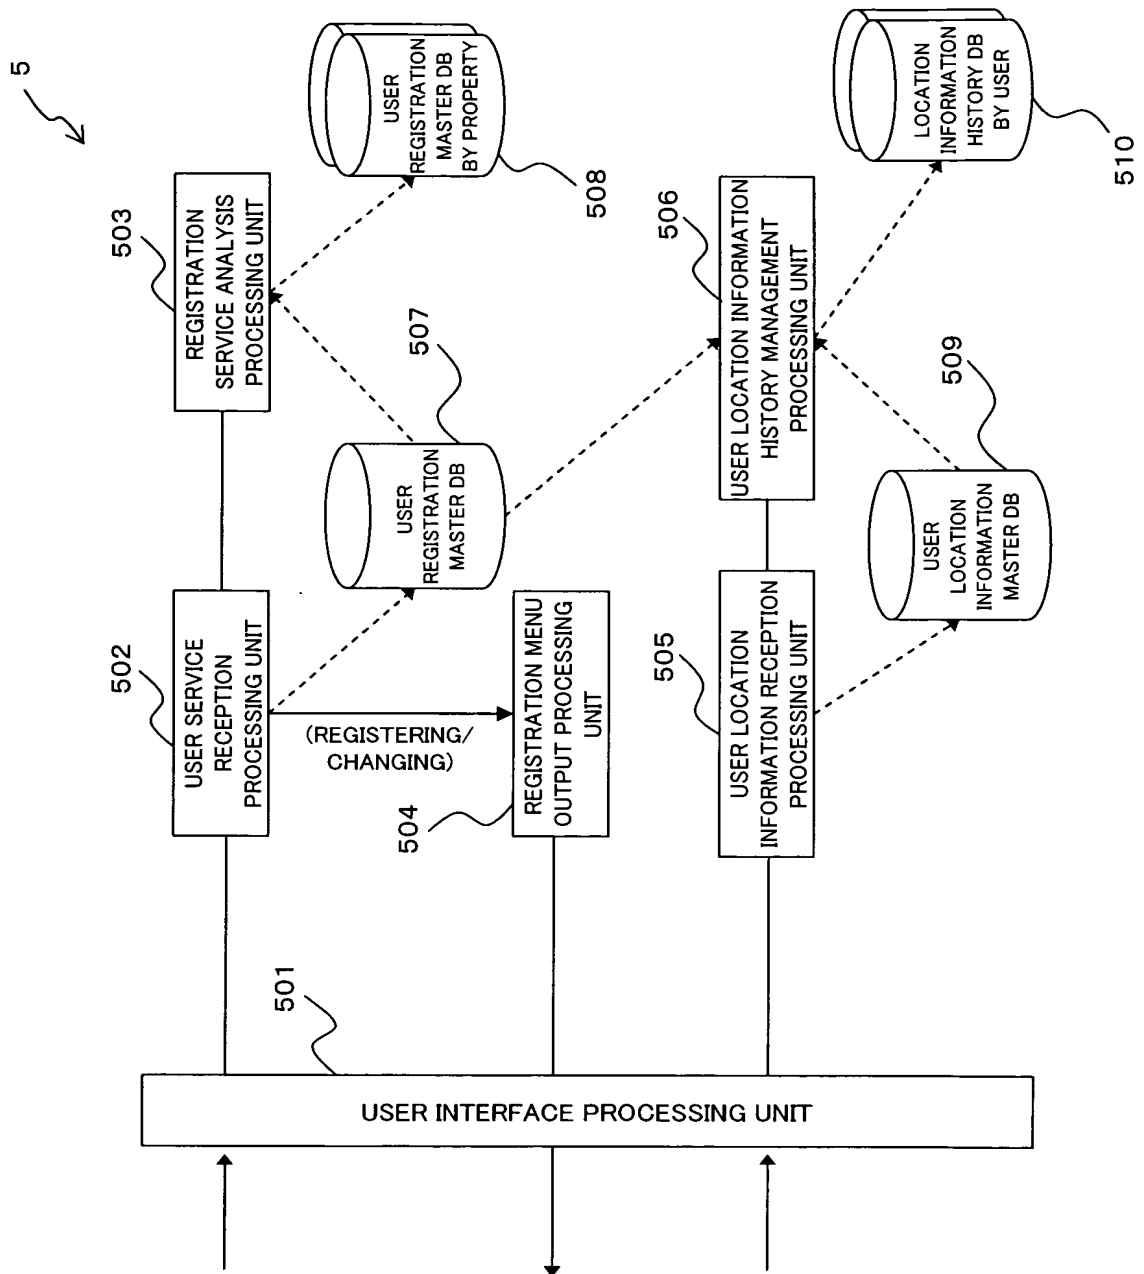 5
503
REGISTRATION
SERVICE ANALYSIS
PROCESSING UNIT
USER
REGISTRATION
MASTER DB
BY PROPERTY
508
502
USER SERVICE
RECEPTION
PROCESSING UNIT
507
USER
REGISTRATION
MASTER DB
(REGISTERING/
CHANGING)
504
REGISTRATION MENU
OUTPUT PROCESSING
UNIT
506
USER LOCATION INFORMATION
HISTORY MANAGEMENT
PROCESSING UNIT
LOCATION
INFORMATION
HISTORY DB
BY USER
510
505
USER LOCATION
INFORMATION RECEPTION
PROCESSING UNIT
509
USER
LOCATION
INFORMATION
MASTER DB
501
USER INTERFACE PROCESSING UNIT